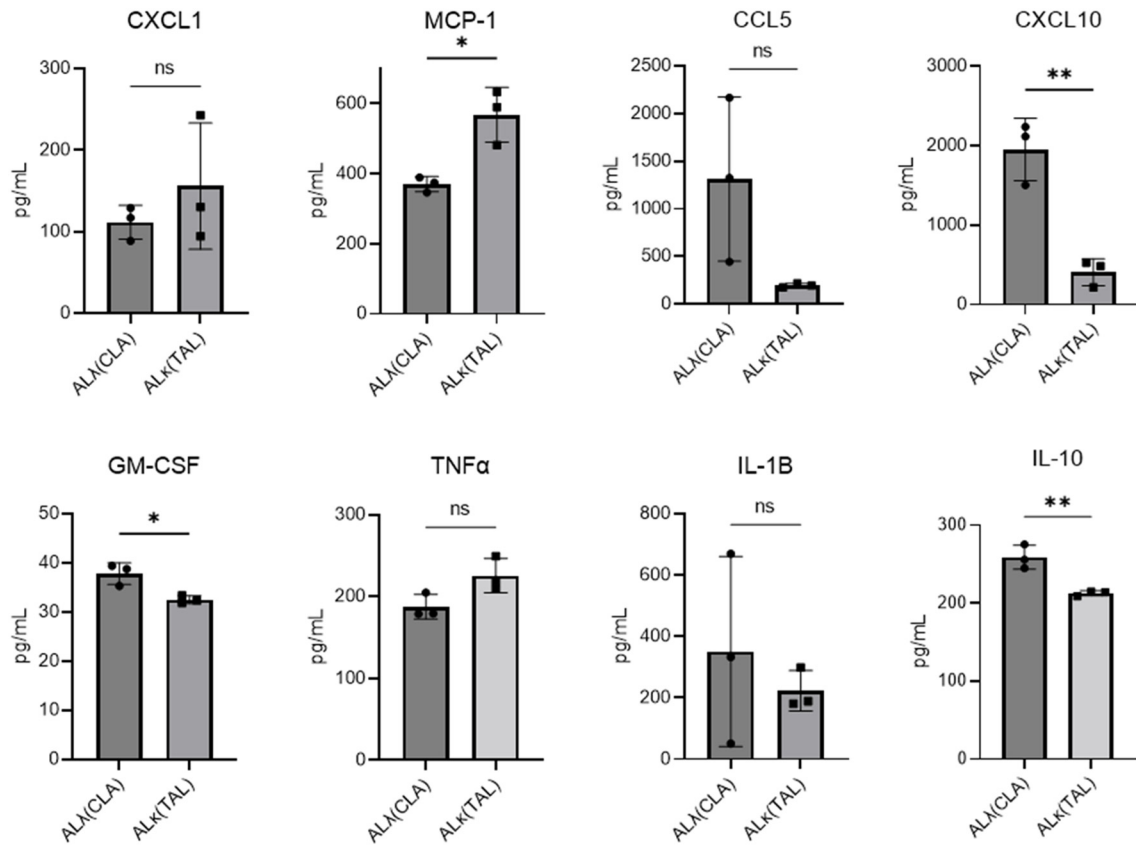 CXCL1
MCP-1
CCL5
CXCL10
300
200
100
0
pg/mL
ns
ALλ(CLA)
ALκ(TAL)
600
400
200
0
pg/mL
*
ALλ(CLA)
ALκ(TAL)
2500
2000
1500
1000
500
0
pg/mL
ns
ALλ(CLA)
ALκ(TAL)
3000
2000
1000
0
pg/mL
**
ALλ(CLA)
ALκ(TAL)
GM-CSF
TNFα
IL-1B
IL-10
50
40
30
20
10
0
pg/mL
*
ALλ(CLA)
ALκ(TAL)
300
200
100
0
pg/mL
ns
ALλ(CLA)
ALκ(TAL)
800
600
400
200
0
pg/mL
ns
ALλ(CLA)
ALκ(TAL)
300
200
100
0
pg/mL
**
ALλ(CLA)
ALκ(TAL)